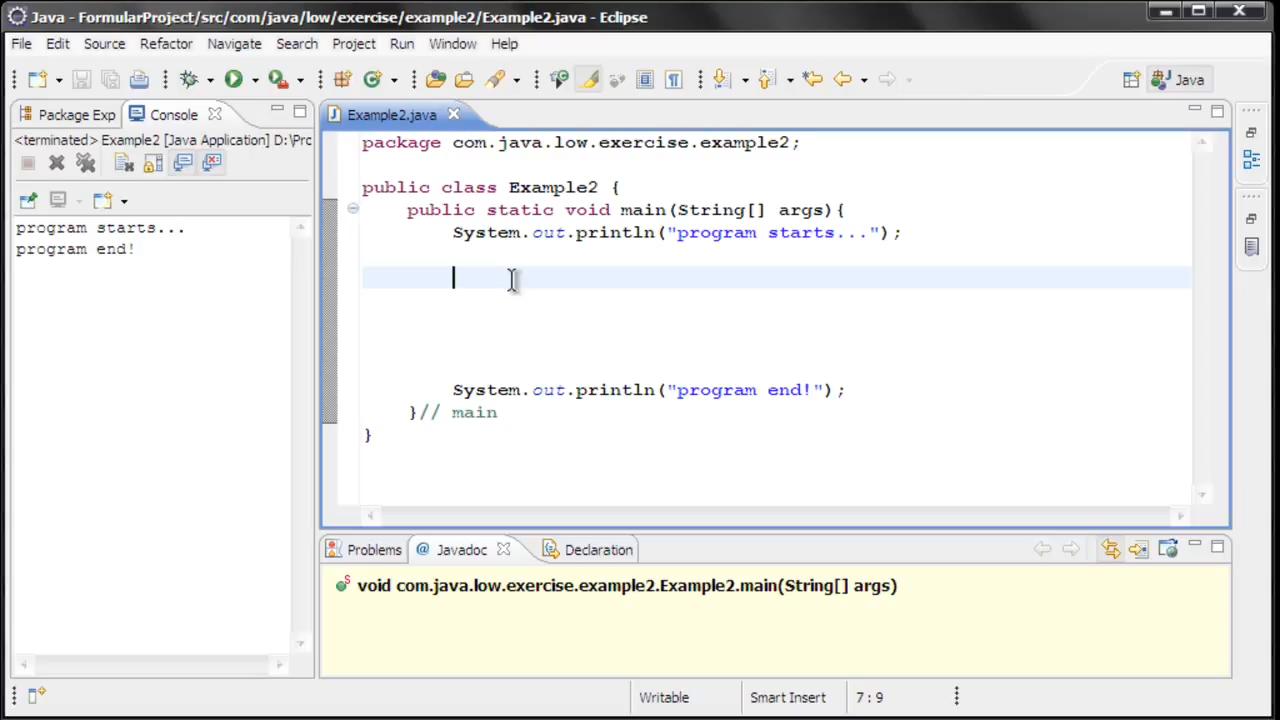 Java - FormularProject/src/com/java/low/exercise/example2/Example2.java - Eclipse
File Edit Source Refactor Navigate Search Project Run Window Help
Java
Package Exp Console
<terminated> Example2 [Java Application] D:\Prc
program starts...
program end!
Example2.java
package com.java.low.exercise.example2;
public class Example2 {
public static void main(String[] args){
System.out.println("program starts...");
System.out.println("program end!");
}// main
}
Problems @ Javadoc Declaration
void com.java.low.exercise.example2.Example2.main(String[] args)
Writable Smart Insert 7 : 9